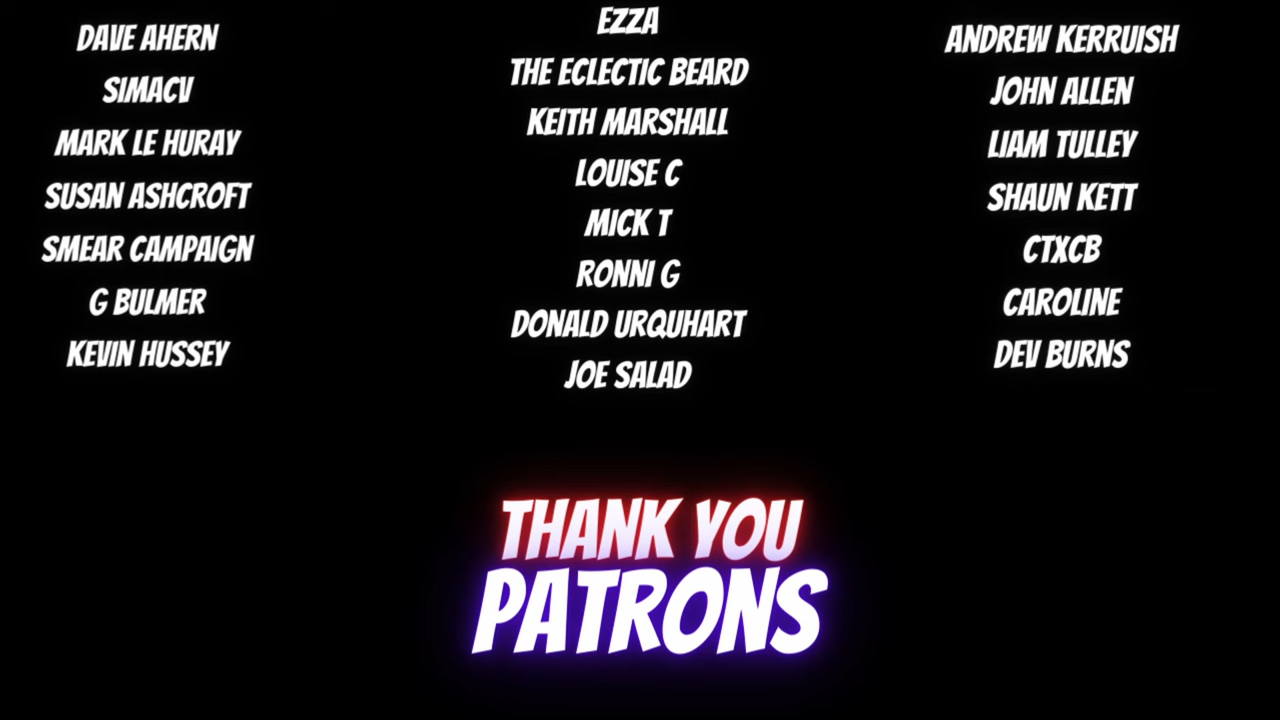 DAVE AHERN
SIMACV
MARK LE HURAY
SUSAN ASHCROFT
SMEAR CAMPAIGN
G BULMER
KEVIN HUSSEY
EZZA
THE ECLECTIC BEARD
KEITH MARSHALL
LOUISE C
MICK T
RONNI G
DONALD URQUHART
JOE SALAD
ANDREW KERRUISH
JOHN ALLEN
LIAM TULLEY
SHAUN KETT
CTXCB
CAROLINE
DEV BURNS
THANK YOU
PATRONS